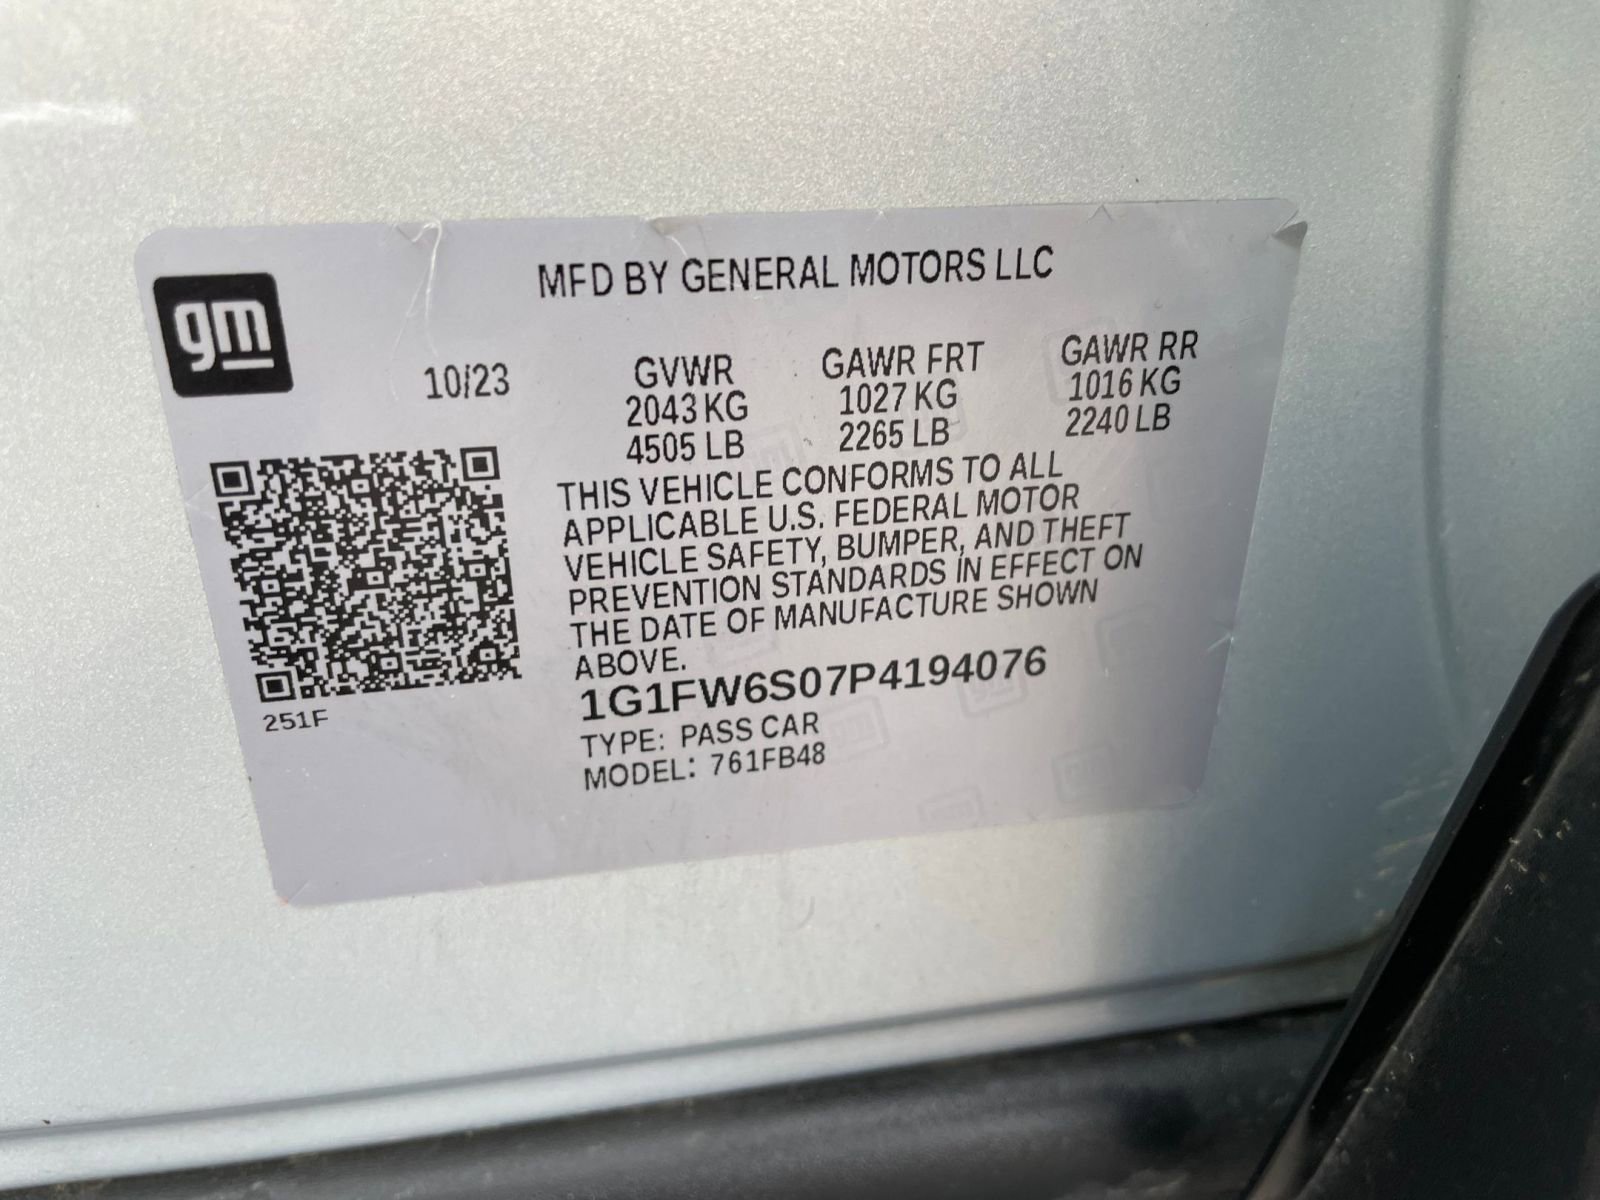 MFD BY GENERAL MOTORS LLC
gm
10/23
GVWR
2043 KG
4505 LB
GAWR FRT
1027 KG
2265 LB
GAWR RR
1016 KG
2240 LB
THIS VEHICLE CONFORMS TO ALL
APPLICABLE U.S. FEDERAL MOTOR
VEHICLE SAFETY, BUMPER, AND THEFT
PREVENTION STANDARDS IN EFFECT ON
THE DATE OF MANUFACTURE SHOWN
ABOVE.
1G1FW6S07P4194076
TYPE: PASS CAR
MODEL: 761FB48
251F